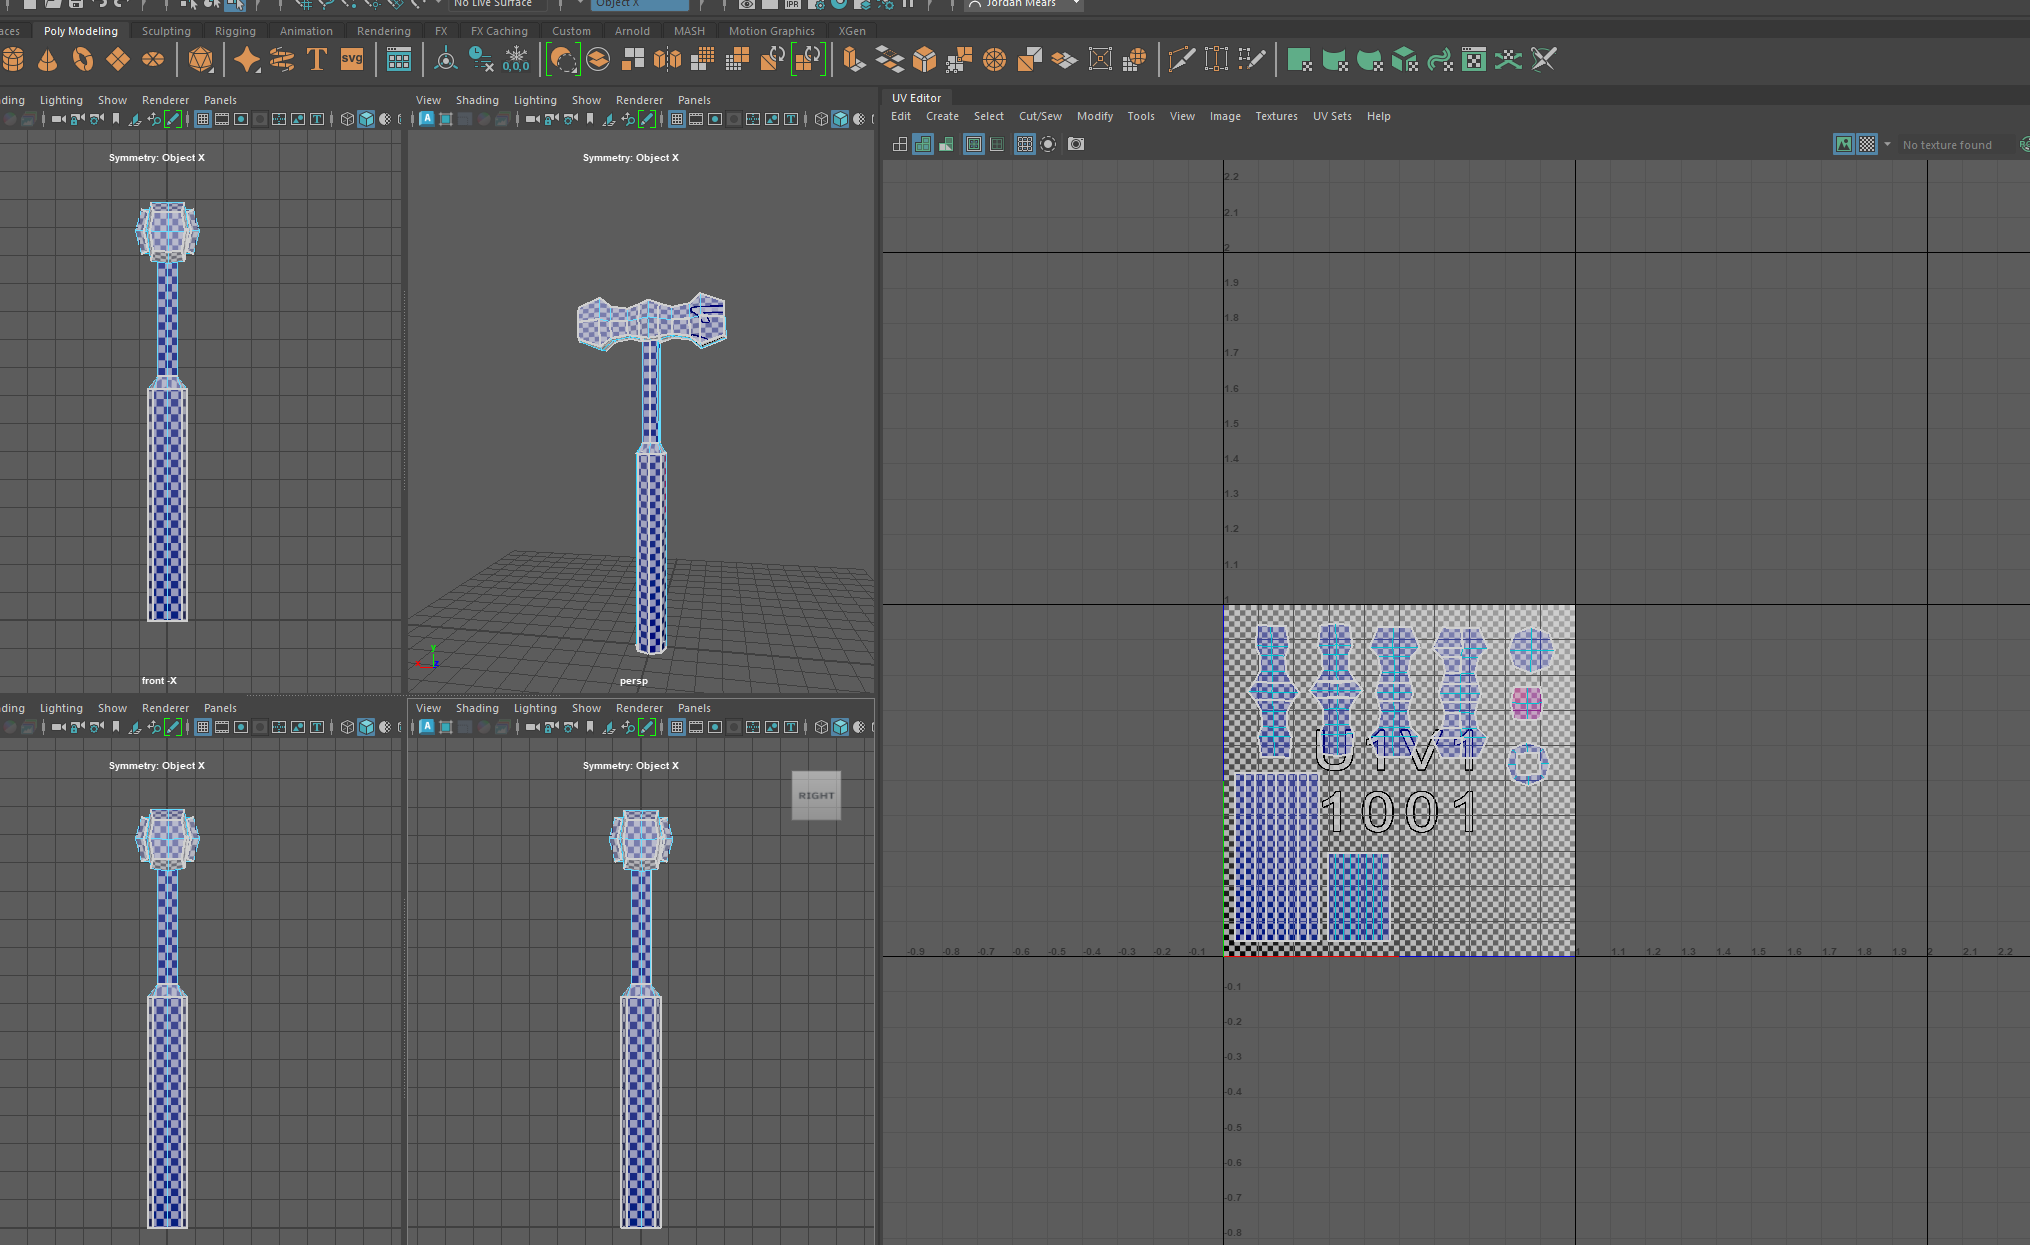 No Live Surface Object X IPR Jordan Mears
aces Poly Modeling Sculpting Rigging Animation Rendering FX FX Caching Custom Arnold MASH Motion Graphics XGen
T SVG 0,0,0
ding Lighting Show Renderer Panels
View Shading Lighting Show Renderer Panels
Symmetry: Object X
front -X
Symmetry: Object X
y
z
persp
UV Editor
Edit Create Select Cut/Sew Modify Tools View Image Textures UV Sets Help
No texture found
2.2
2.1
2
1.9
1.8
1.7
1.6
1.5
1.4
1.3
1.2
1.1
1
U1V1
1001
-0.9 -0.8 -0.7 -0.6 -0.5 -0.4 -0.3 -0.2 -0.1 1 1.1 1.2 1.3 1.4 1.5 1.6 1.7 1.8 1.9 2 2.1 2.2
-0.1
-0.2
-0.3
-0.4
-0.5
-0.6
-0.7
-0.8
ding Lighting Show Renderer Panels
View Shading Lighting Show Renderer Panels
Symmetry: Object X
Symmetry: Object X
RIGHT